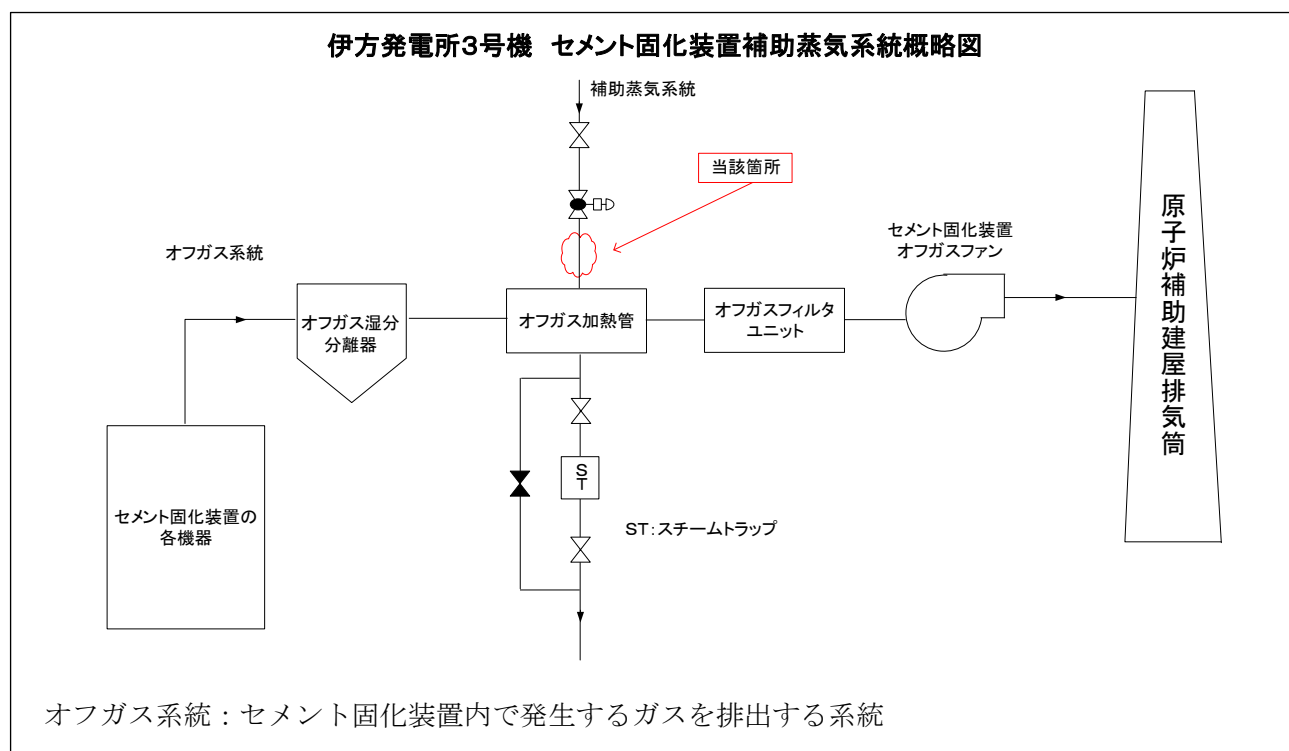 伊方発電所3号機 セメント固化装置補助蒸気系統概略図
補助蒸気系統
当該箇所
オフガス系統
セメント固化装置
オフガスファン
オフガス湿分
分離器
オフガス加熱管
オフガスフィルタ
ユニット
原子炉補助建屋排気筒
S
T
セメント固化装置の
各機器
ST:スチームトラップ
オフガス系統:セメント固化装置内で発生するガスを排出する系統